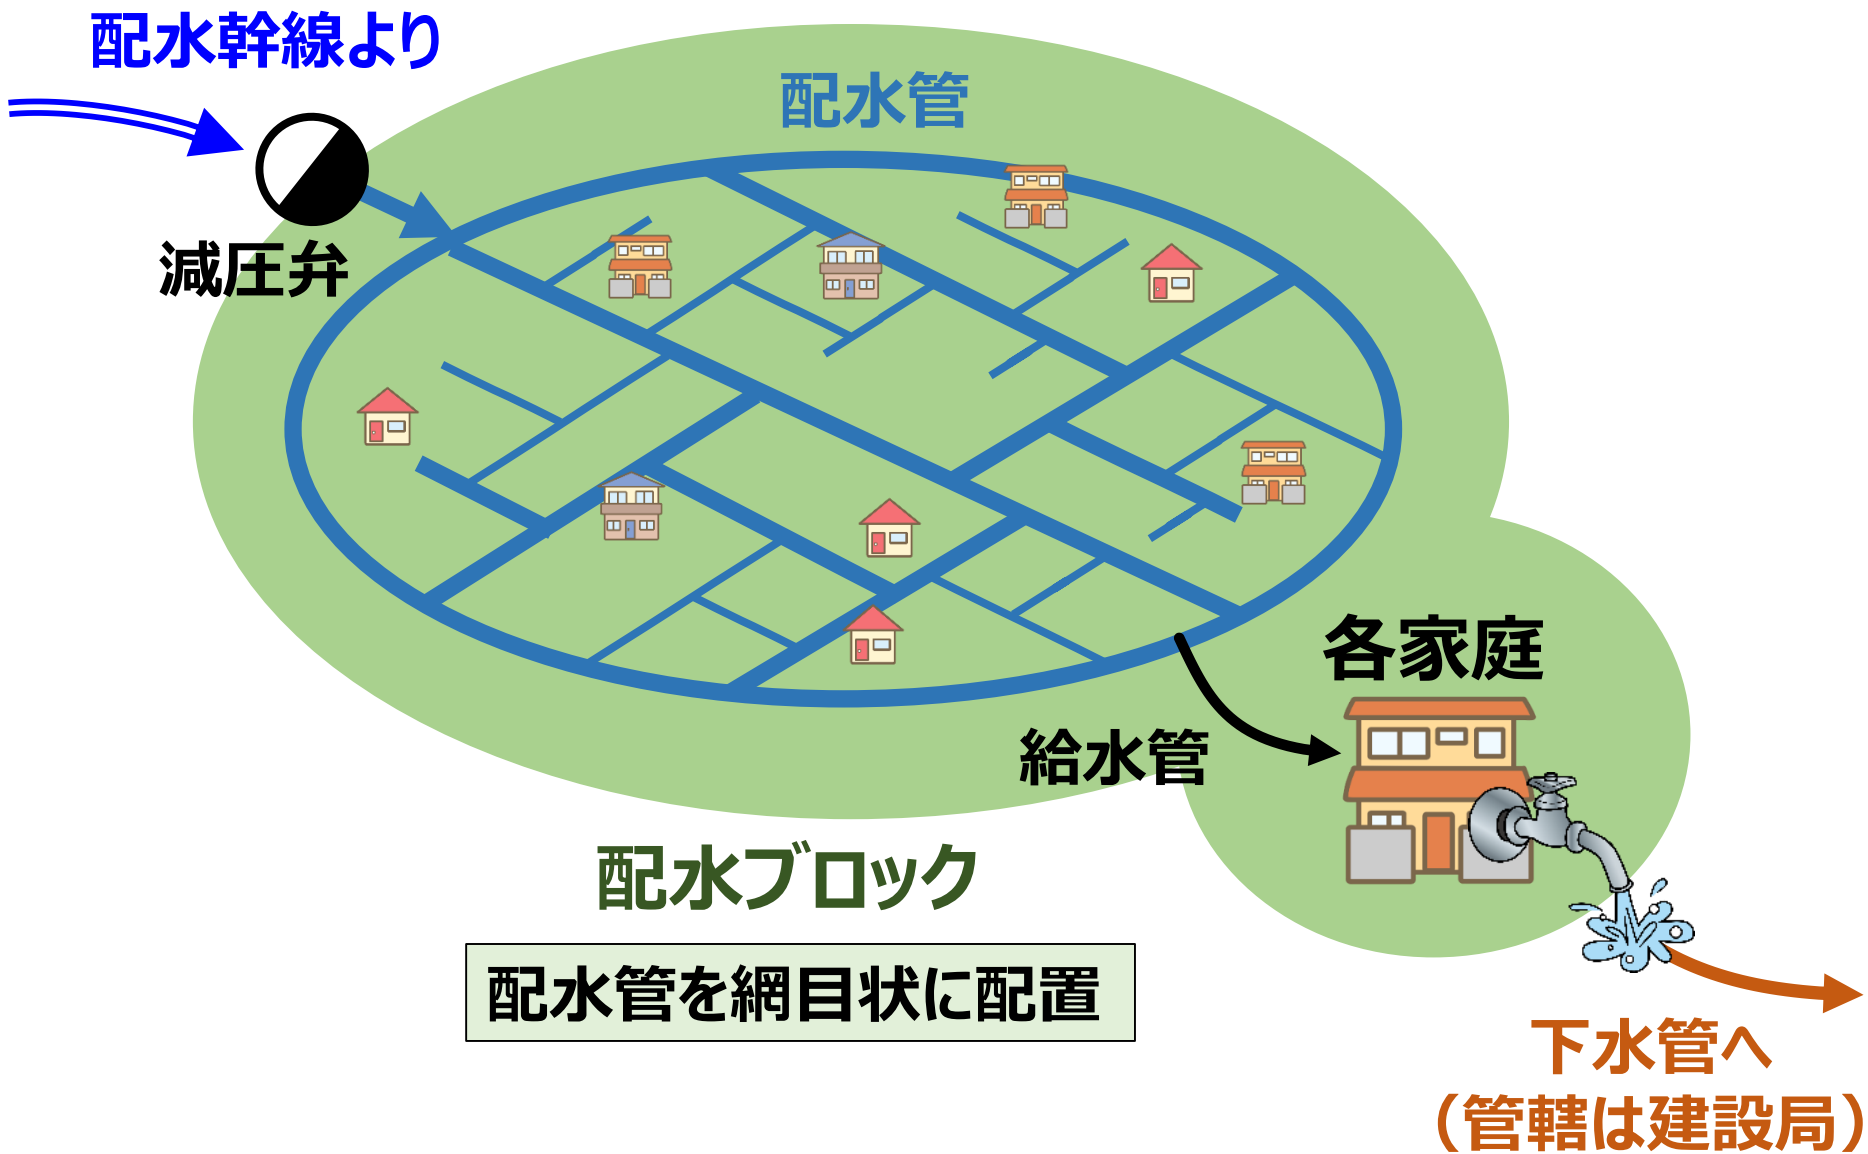 配水幹線より
配水管
減圧弁
各家庭
給水管
配水ブロック
配水管を網目状に配置
下水管へ
（管轄は建設局）